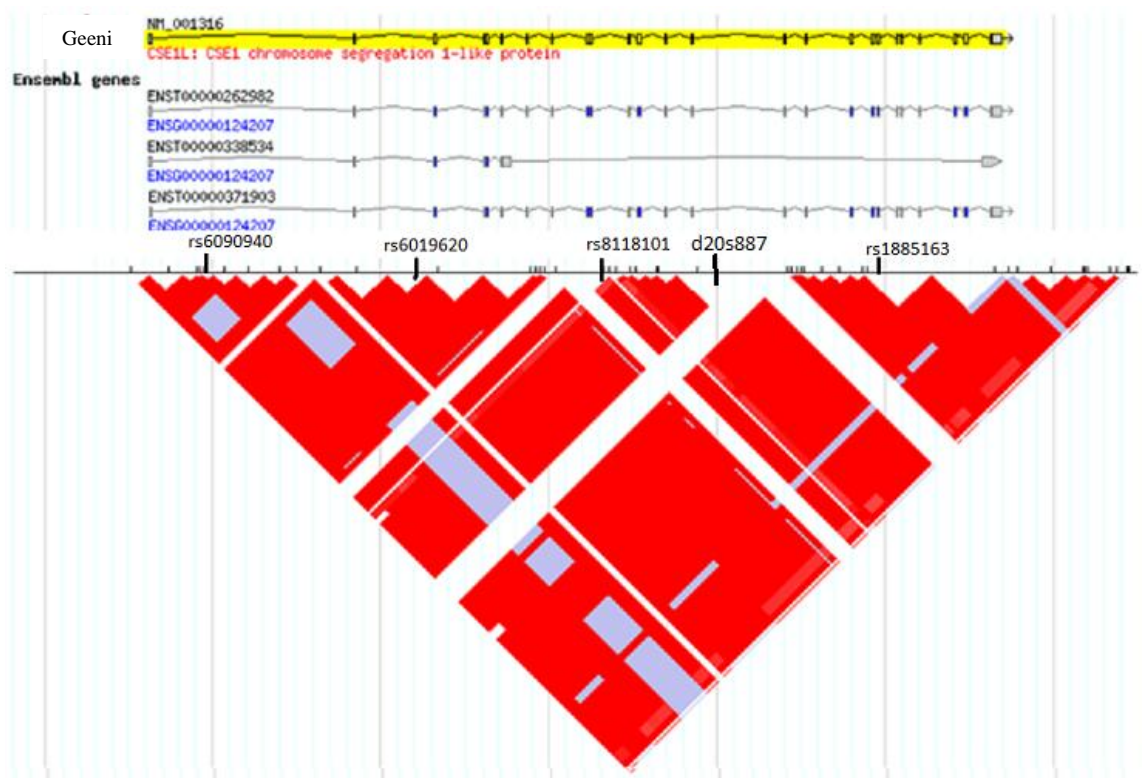 NM_001316
Geeni
CSE1L: CSE1 chromosome segregation 1-like protein
Ensembl genes
ENST00000262982
ENSG00000124207
ENST00000338534
ENSG00000124207
ENST00000371903
ENSG00000124207
rs6090940 rs6019620 rs8118101 d20s887 rs1885163